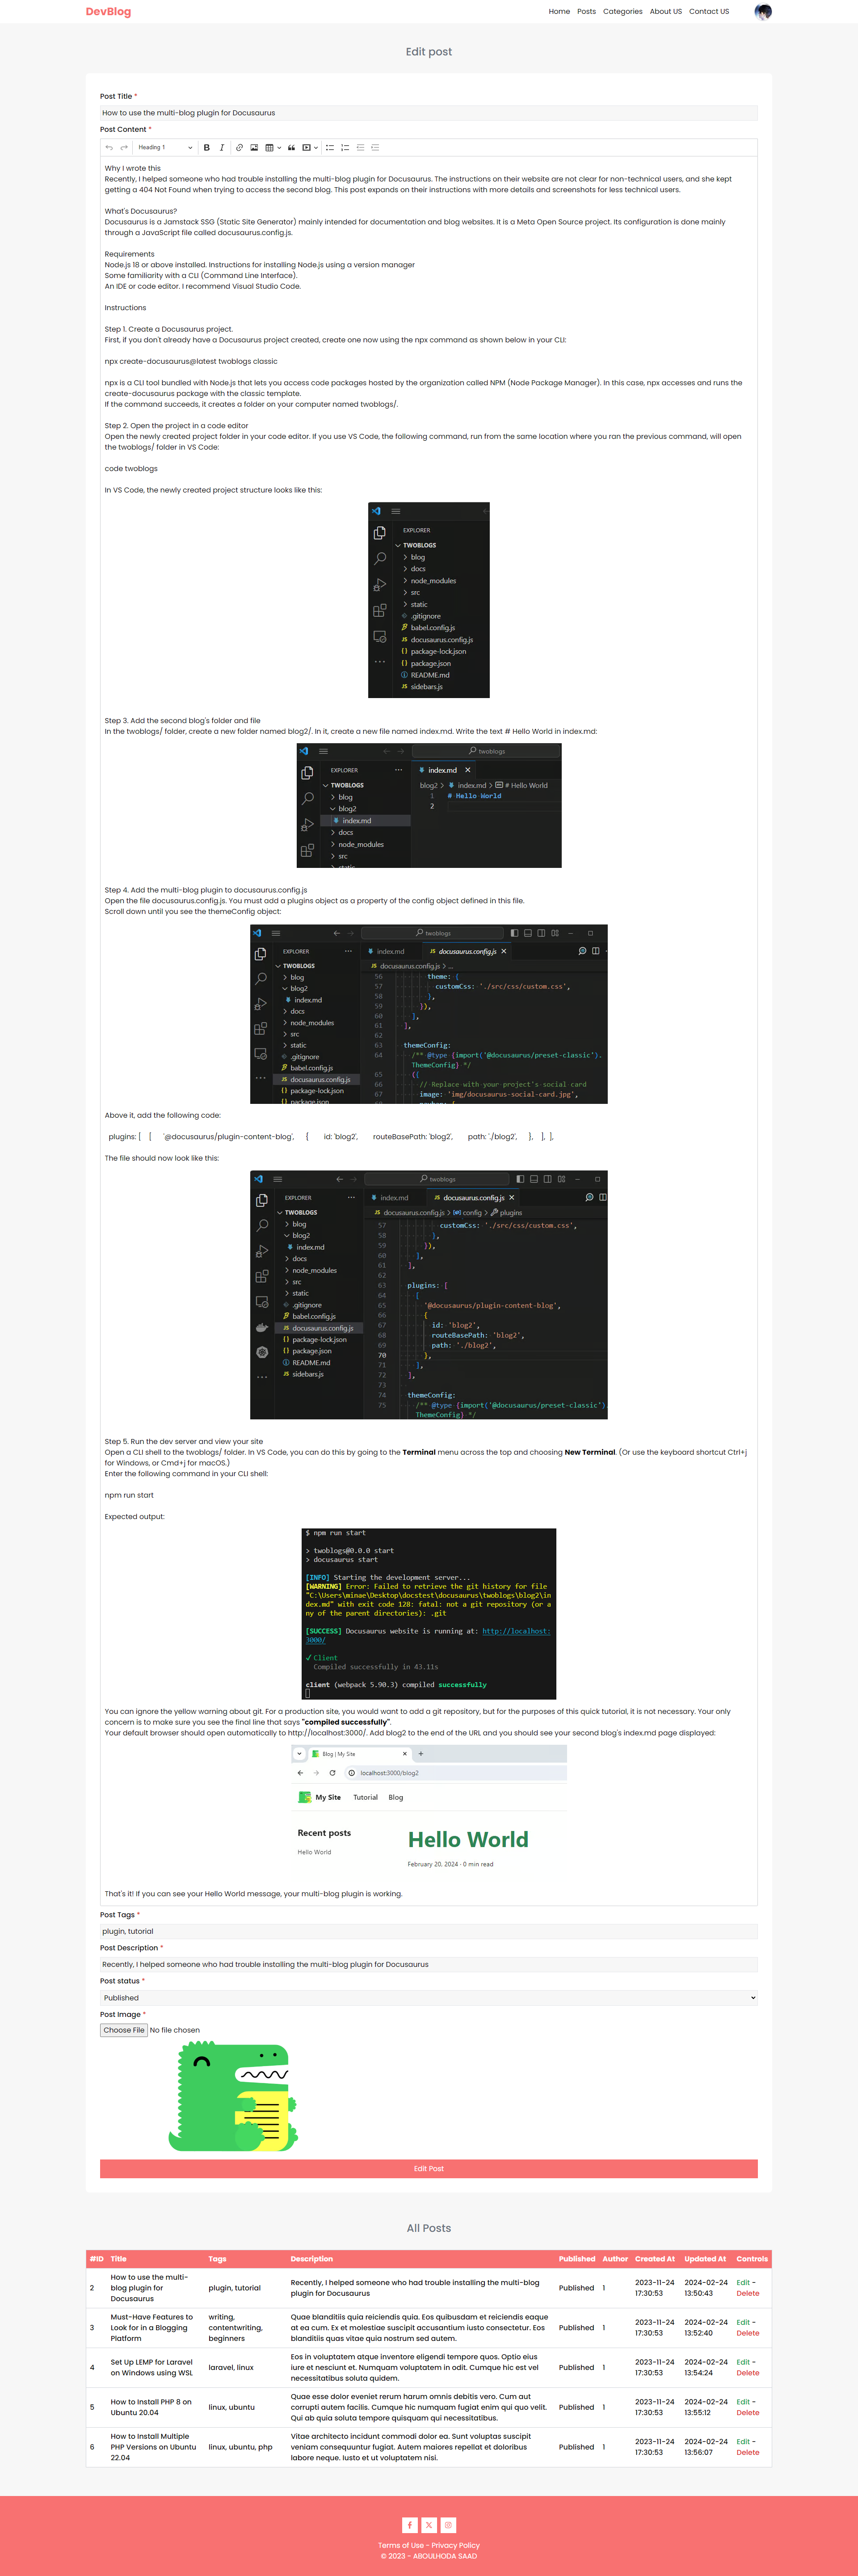 DevBlog
Home Posts Categories About US Contact US
Edit post
Post Title *
How to use the multi-blog plugin for Docusaurus
Post Content *
Heading 1 B I
Why I wrote this
Recently, I helped someone who had trouble installing the multi-blog plugin for Docusaurus. The instructions on their website are not clear for non-technical users, and she kept
getting a 404 Not Found when trying to access the second blog. This post expands on their instructions with more details and screenshots for less technical users.
What's Docusaurus?
Docusaurus is a Jamstack SSG (Static Site Generator) mainly intended for documentation and blog websites. It is a Meta Open Source project. Its configuration is done mainly
through a JavaScript file called docusaurus.config.js.
Requirements
Node.js 18 or above installed. Instructions for installing Node.js using a version manager
Some familiarity with a CLI (Command Line Interface).
An IDE or code editor. I recommend Visual Studio Code.
Instructions
Step 1. Create a Docusaurus project.
First, if you don't already have a Docusaurus project created, create one now using the npx command as shown below in your CLI:
npx create-docusaurus@latest twoblogs classic
npx is a CLI tool bundled with Node.js that lets you access code packages hosted by the organization called NPM (Node Package Manager). In this case, npx accesses and runs the
create-docusaurus package with the classic template.
If the command succeeds, it creates a folder on your computer named twoblogs/.
Step 2. Open the project in a code editor
Open the newly created project folder in your code editor. If you use VS Code, the following command, run from the same location where you ran the previous command, will open
the twoblogs/ folder in VS Code:
code twoblogs
In VS Code, the newly created project structure looks like this:
EXPLORER
TWOBLOGS
blog
docs
node_modules
src
static
.gitignore
babel.config.js
JS docusaurus.config.js
{} package-lock.json
{} package.json
README.md
JS sidebars.js
Step 3. Add the second blog's folder and file
In the twoblogs/ folder, create a new folder named blog2/. In it, create a new file named index.md. Write the text # Hello World in index.md:
twoblogs
EXPLORER ··· index.md ×
TWOBLOGS blog2 > index.md > # Hello World
blog 1 # Hello World
blog2 2
index.md
docs
node_modules
src
static
Step 4. Add the multi-blog plugin to docusaurus.config.js
Open the file docusaurus.config.js. You must add a plugins object as a property of the config object defined in this file.
Scroll down until you see the themeConfig object:
twoblogs
EXPLORER ··· index.md JS docusaurus.config.js ×
TWOBLOGS JS docusaurus.config.js > ...
blog 56 theme: {
blog2 57 customCss: './src/css/custom.css',
index.md 58 },
docs 59 }),
node_modules 60 ],
src 61 ],
static 62
.gitignore 63 themeConfig:
babel.config.js 64 /** @type {import('@docusaurus/preset-classic').
ThemeConfig} */
JS docusaurus.config.js 65 ({
{} package-lock.json // Replace with your project's social card
{} package.json image: 'img/docusaurus-social-card.jpg',
Above it, add the following code:
plugins: [ [ '@docusaurus/plugin-content-blog', { id: 'blog2', routeBasePath: 'blog2', path: './blog2', }, ], ],
The file should now look like this:
twoblogs
EXPLORER ··· index.md JS docusaurus.config.js ×
TWOBLOGS JS docusaurus.config.js > config > plugins
blog 57 customCss: './src/css/custom.css',
blog2 58 },
index.md 59 }),
docs 60 ],
node_modules 61 ],
src 62
static 63 plugins: [
.gitignore 64 [
babel.config.js 65 '@docusaurus/plugin-content-blog',
JS docusaurus.config.js 66 {
{} package-lock.json 67 id: 'blog2',
{} package.json 68 routeBasePath: 'blog2',
README.md 69 path: './blog2',
JS sidebars.js 70 },
71 ],
72 ],
73
74 themeConfig:
75 /** @type {import('@docusaurus/preset-classic').
ThemeConfig} */
Step 5. Run the dev server and view your site
Open a CLI shell to the twoblogs/ folder. In VS Code, you can do this by going to the Terminal menu across the top and choosing New Terminal. (Or use the keyboard shortcut Ctrl+j
for Windows, or Cmd+j for macOS.)
Enter the following command in your CLI shell:
npm run start
Expected output:
$ npm run start
> twoblogs@0.0.0 start
> docusaurus start
[INFO] Starting the development server...
[WARNING] Error: Failed to retrieve the git history for file
"C:\Users\minae\Desktop\docstest\docusaurus\twoblogs\blog2\in
dex.md" with exit code 128: fatal: not a git repository (or a
ny of the parent directories): .git
[SUCCESS] Docusaurus website is running at: http://localhost:
3000/
√ Client
Compiled successfully in 43.11s
client (webpack 5.90.3) compiled successfully
You can ignore the yellow warning about git. For a production site, you would want to add a git repository, but for the purposes of this quick tutorial, it is not necessary. Your only
concern is to make sure you see the final line that says "compiled successfully".
Your default browser should open automatically to http://localhost:3000/. Add blog2 to the end of the URL and you should see your second blog's index.md page displayed:
Blog | My Site × +
localhost:3000/blog2
My Site Tutorial Blog
Recent posts
Hello World
Hello World
February 20, 2024 · 0 min read
That's it! If you can see your Hello World message, your multi-blog plugin is working.
Post Tags *
plugin, tutorial
Post Description *
Recently, I helped someone who had trouble installing the multi-blog plugin for Docusaurus
Post status *
Published
Post Image *
Choose File No file chosen
Edit Post
All Posts
#ID Title Tags Description Published Author Created At Updated At Controls
2 How to use the multi-blog plugin for Docusaurus plugin, tutorial Recently, I helped someone who had trouble installing the multi-blog plugin for Docusaurus Published 1 2023-11-24 17:30:53 2024-02-24 13:50:43 Edit - Delete
3 Must-Have Features to Look for in a Blogging Platform writing, contentwriting, beginners Quae blanditiis quia reiciendis quia. Eos quibusdam et reiciendis eaque at ea cum. Ex et molestiae suscipit accusantium iusto consectetur. Eos blanditiis quas vitae quia nostrum sed autem. Published 1 2023-11-24 17:30:53 2024-02-24 13:52:40 Edit - Delete
4 Set Up LEMP for Laravel on Windows using WSL laravel, linux Eos in voluptatem atque inventore eligendi tempore quos. Optio eius iure et nesciunt et. Numquam voluptatem in odit. Cumque hic est vel necessitatibus soluta quidem. Published 1 2023-11-24 17:30:53 2024-02-24 13:54:24 Edit - Delete
5 How to Install PHP 8 on Ubuntu 20.04 linux, ubuntu Quae esse dolor eveniet rerum harum omnis debitis vero. Cum aut corrupti autem facilis. Cumque hic numquam fugiat enim qui quo velit. Qui ab quia soluta tempore quisquam qui necessitatibus. Published 1 2023-11-24 17:30:53 2024-02-24 13:55:12 Edit - Delete
6 How to Install Multiple PHP Versions on Ubuntu 22.04 linux, ubuntu, php Vitae architecto incidunt commodi dolor ea. Sunt voluptas suscipit veniam consequuntur fugiat. Autem maiores repellat et doloribus labore neque. Iusto et ut voluptatem nisi. Published 1 2023-11-24 17:30:53 2024-02-24 13:56:07 Edit - Delete
Terms of Use - Privacy Policy
© 2023 - ABOULHODA SAAD